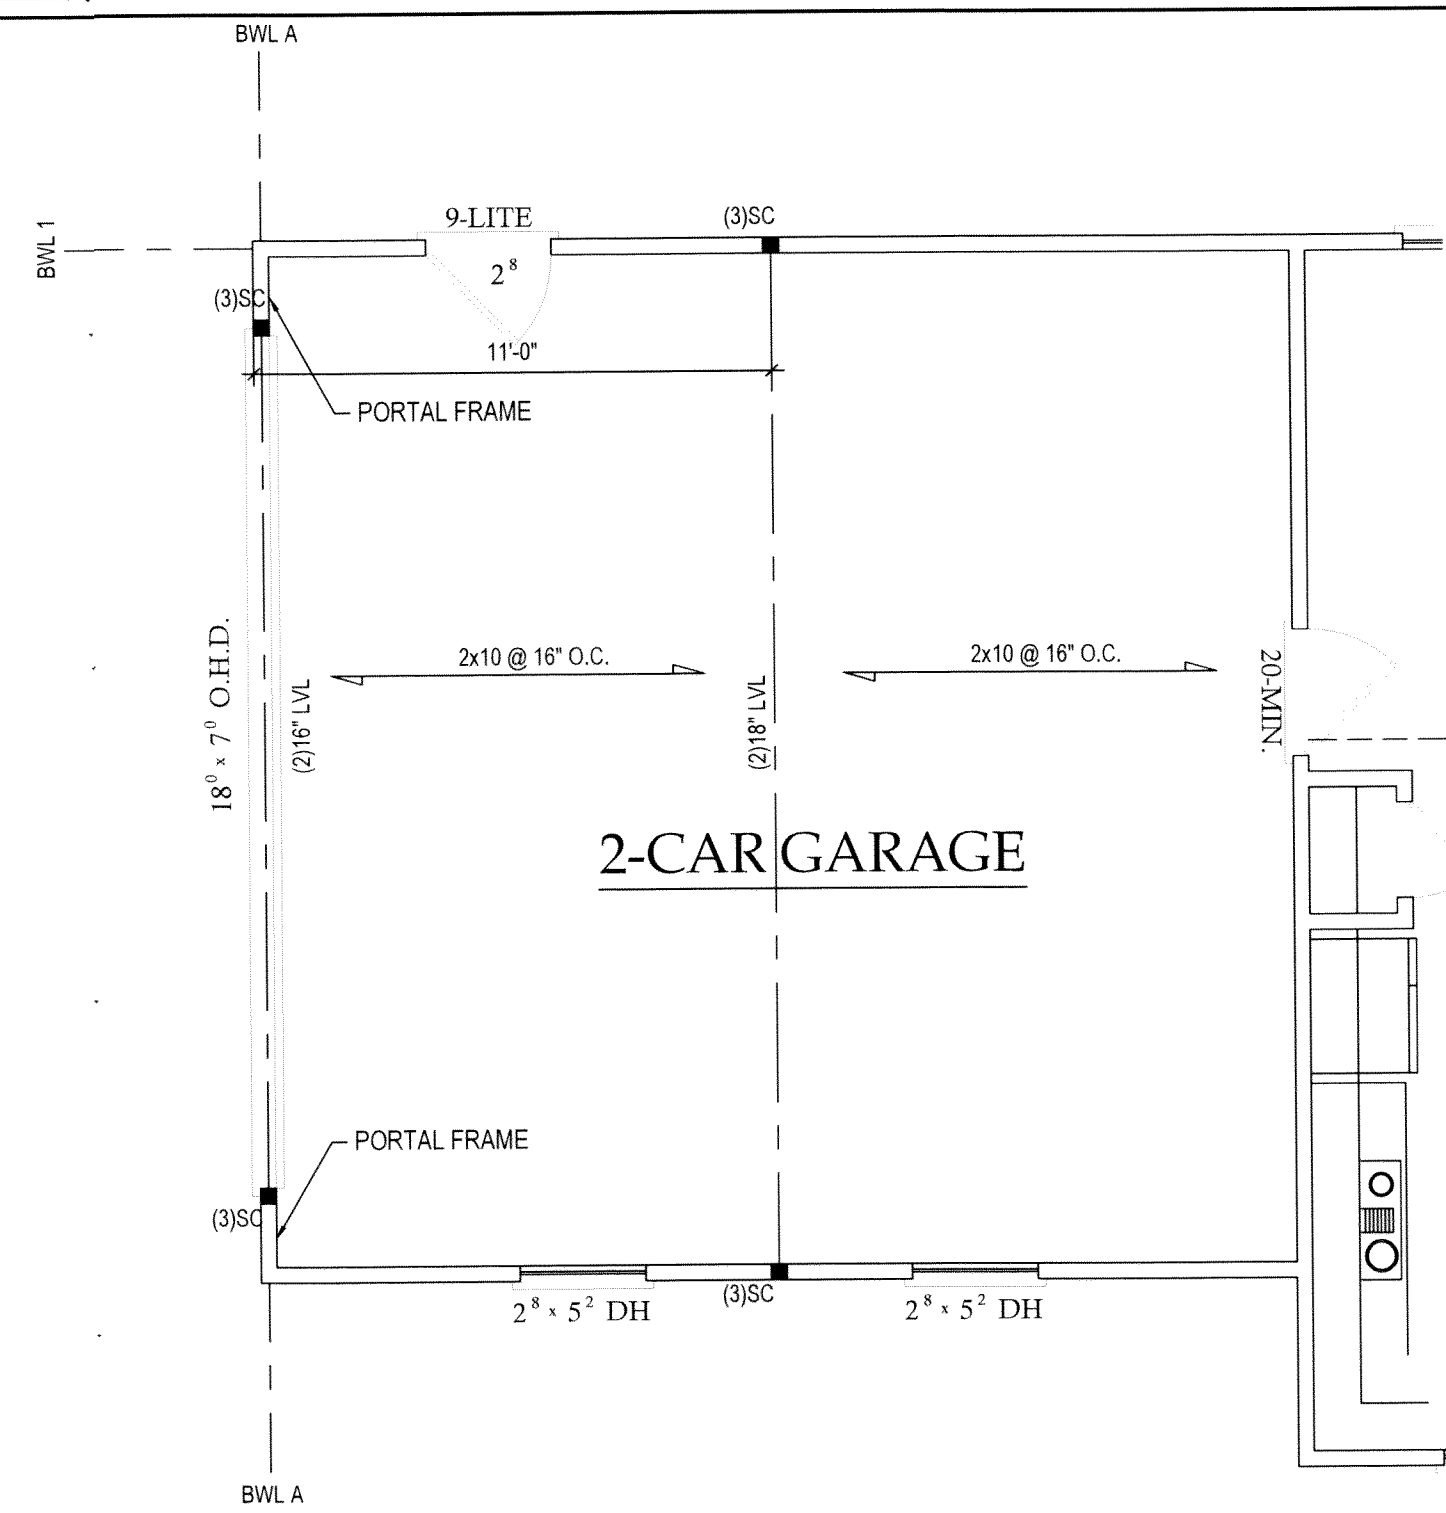 BWL A
BWL 1
9-LITE
(3)SC
2⁸
(3)SC
11'-0"
PORTAL FRAME
18⁰ x 7⁰ O.H.D.
(2)16" LVL
2x10 @ 16" O.C.
(2)18" LVL
2x10 @ 16" O.C.
20-MIN.
2-CAR GARAGE
PORTAL FRAME
(3)SC
2⁸ x 5² DH
(3)SC
2⁸ x 5² DH
BWL A